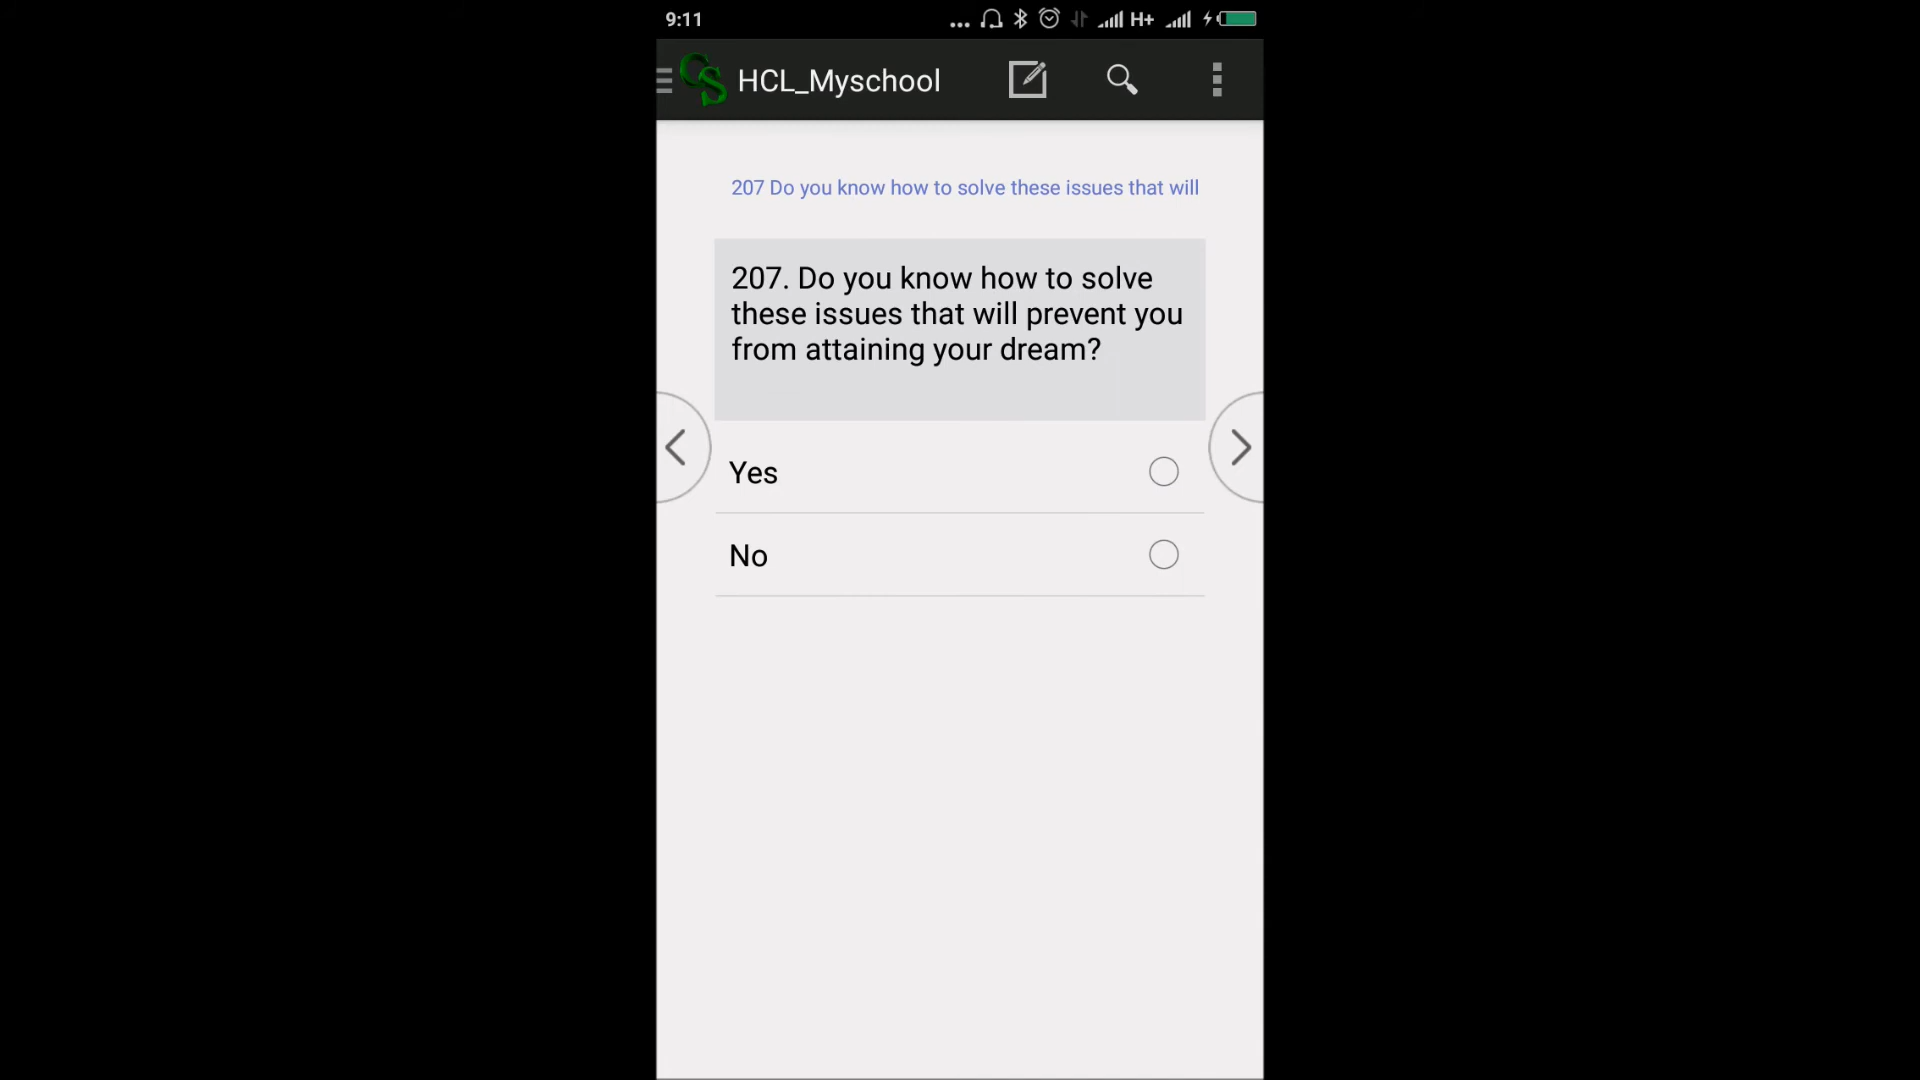 9:11
H+
CS HCL_Myschool
207 Do you know how to solve these issues that will
207. Do you know how to solve
these issues that will prevent you
from attaining your dream?
Yes
No